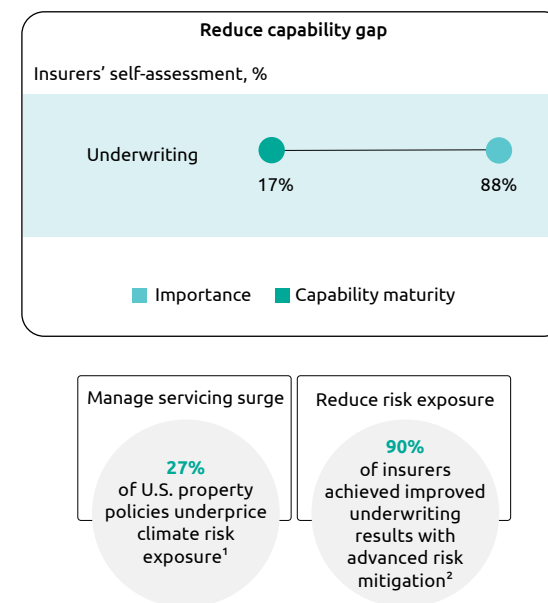 Reduce capability gap
Insurers’ self-assessment, %
Underwriting
17%
88%
Importance
Capability maturity
Manage servicing surge
27%
of U.S. property
policies underprice
climate risk
exposure¹
Reduce risk exposure
90%
of insurers
achieved improved
underwriting
results with
advanced risk
mitigation²